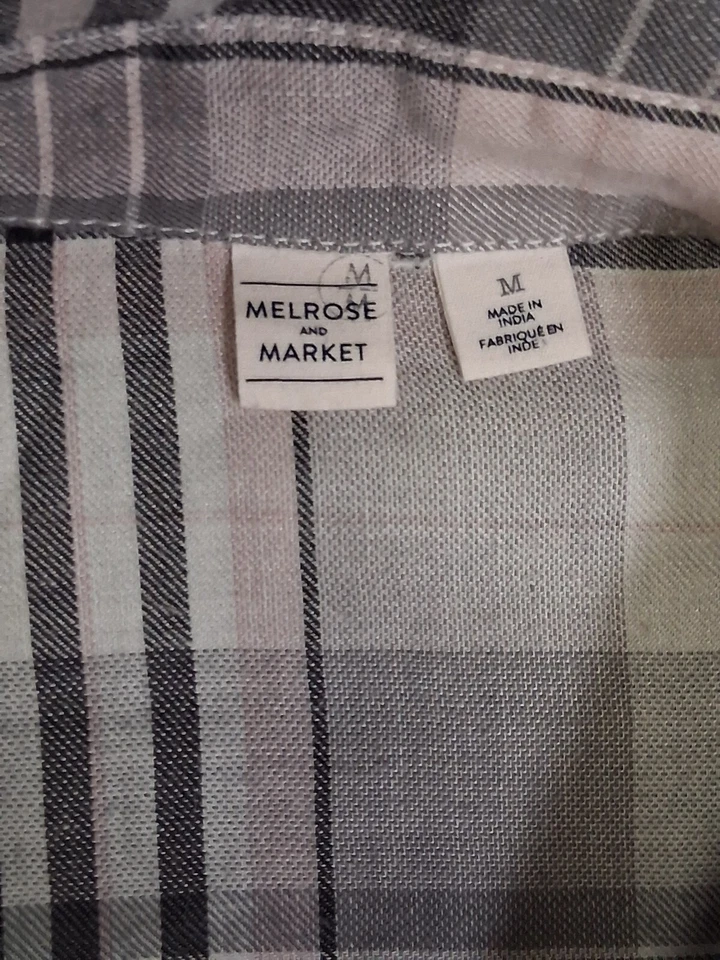 M
M
MELROSE
AND
MARKET
M
MADE IN
INDIA
FABRIQUÉ EN
INDE